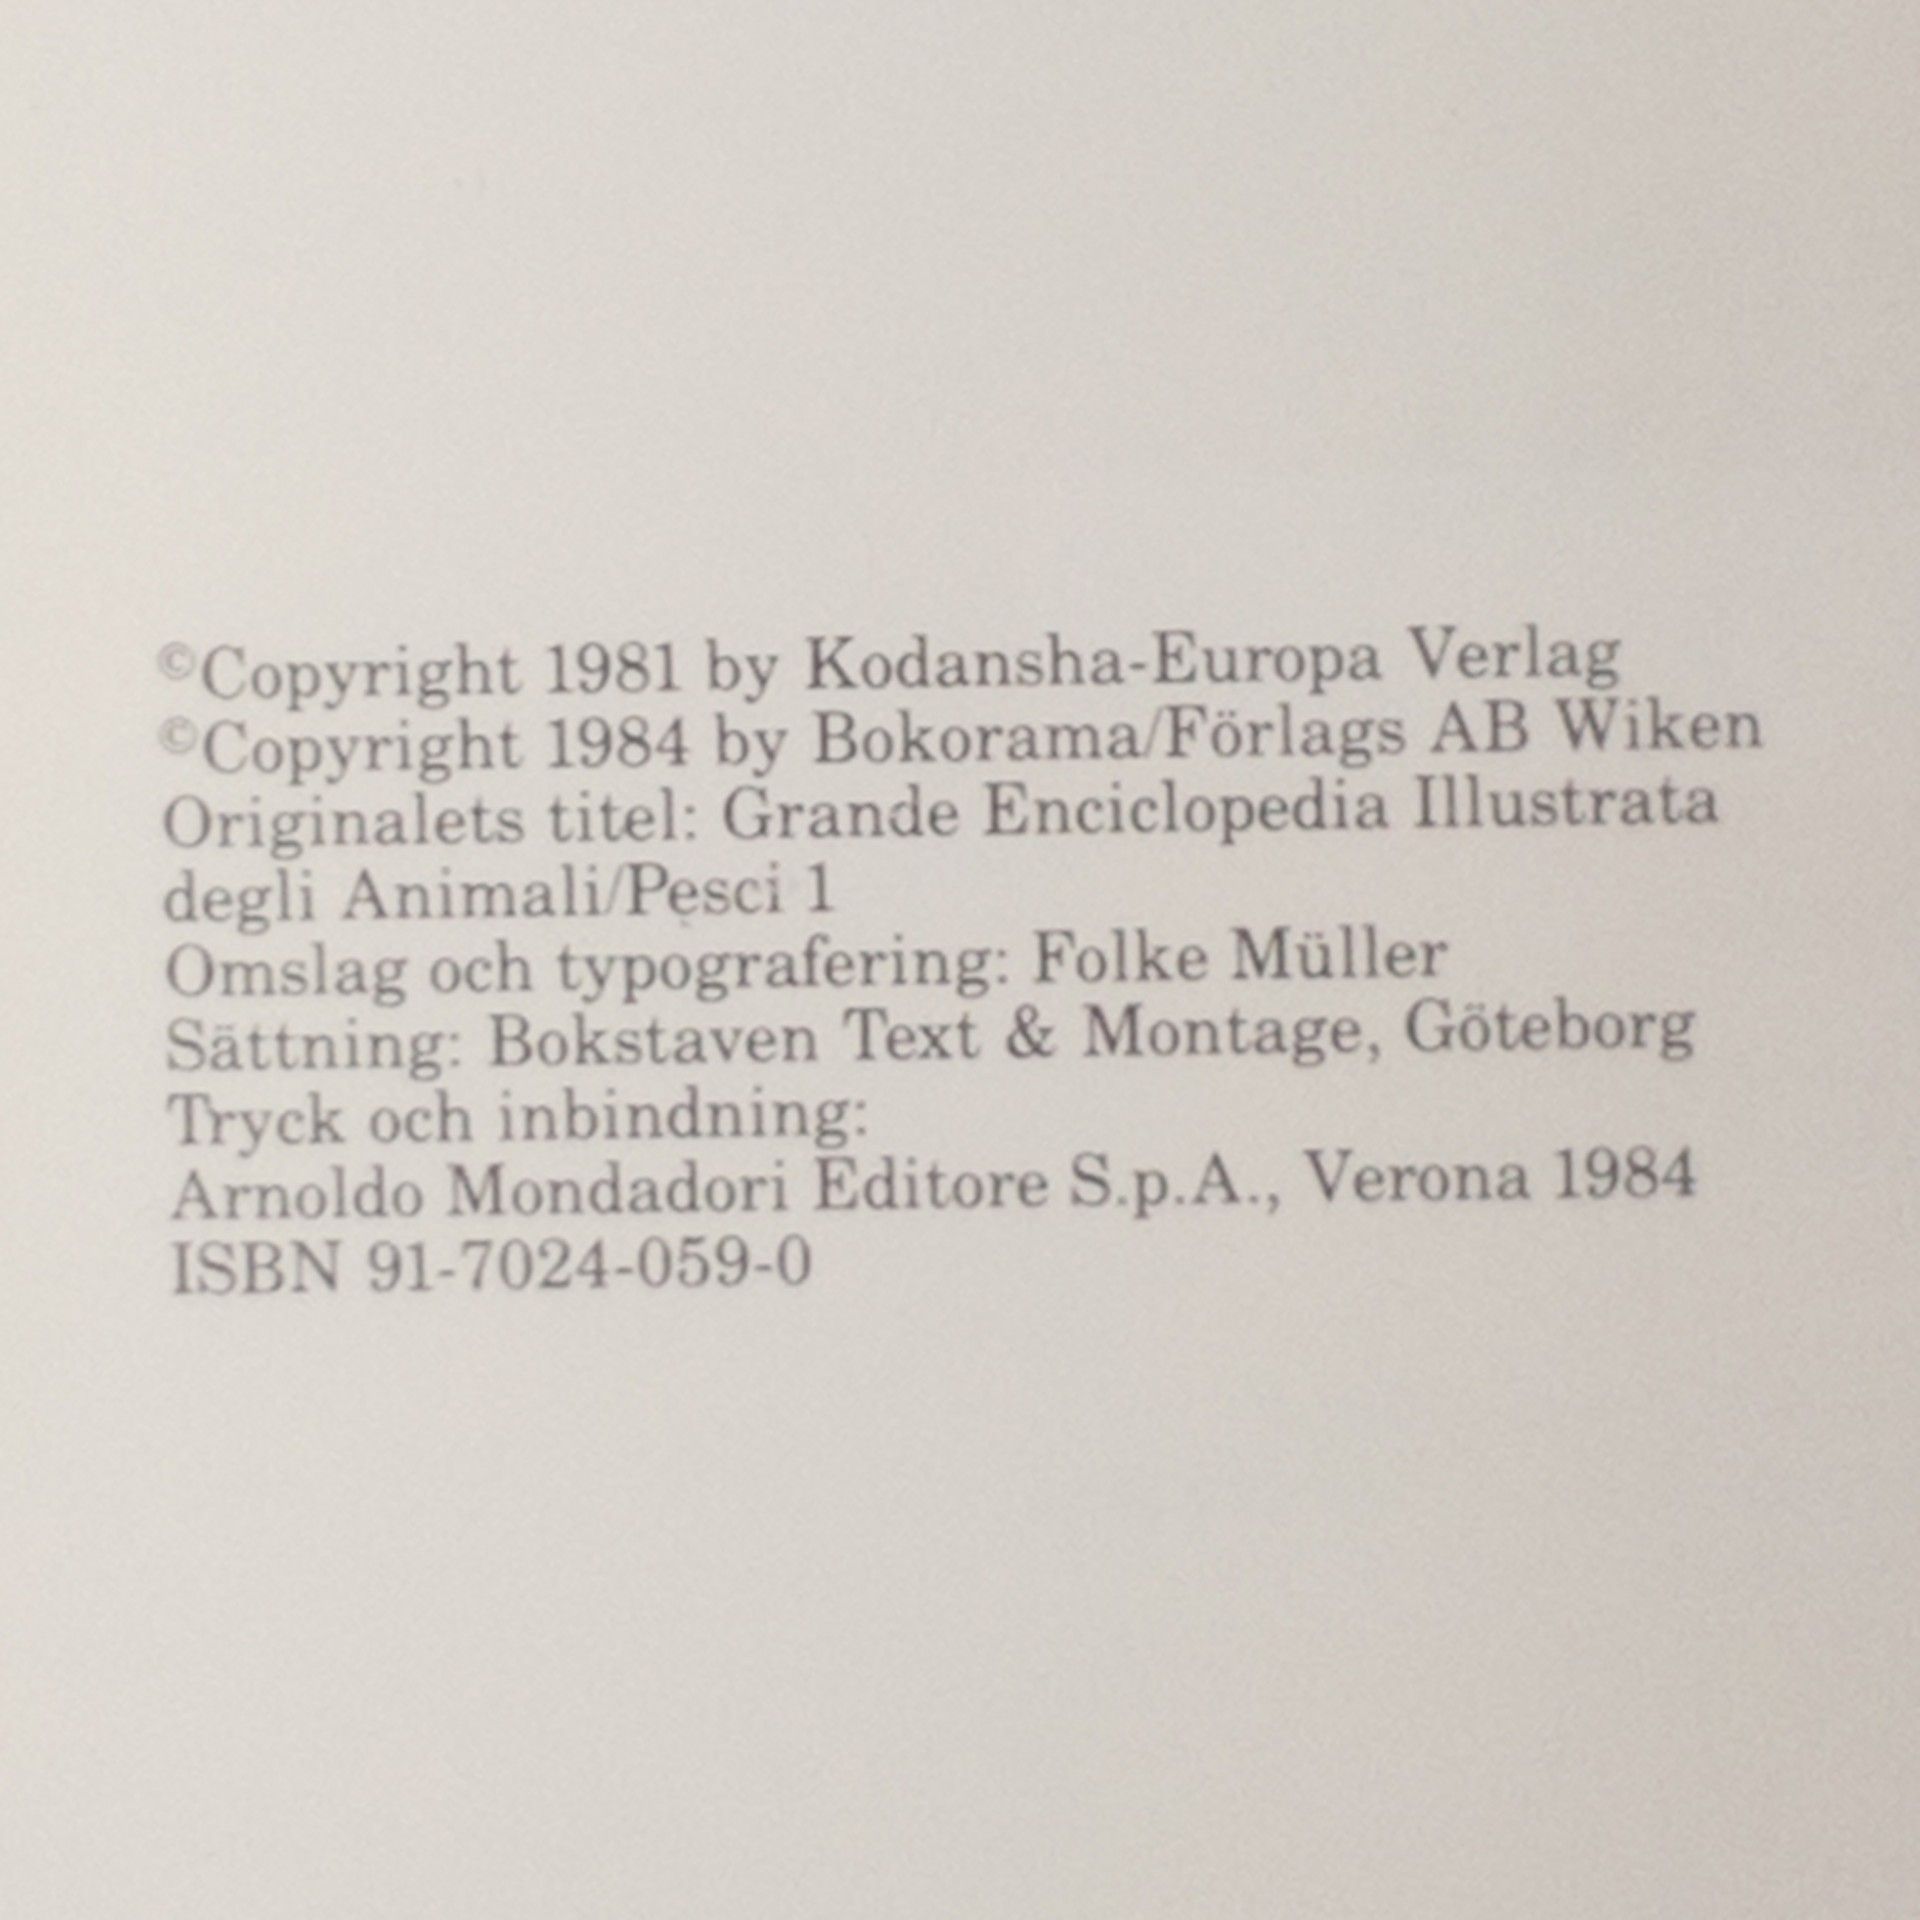 ©Copyright 1981 by Kodansha-Europa Verlag
©Copyright 1984 by Bokorama/Förlags AB Wiken
Originalets titel: Grande Enciclopedia Illustrata
degli Animali/Pesci 1
Omslag och typografering: Folke Müller
Sättning: Bokstaven Text & Montage, Göteborg
Tryck och inbindning:
Arnoldo Mondadori Editore S.p.A., Verona 1984
ISBN 91-7024-059-0